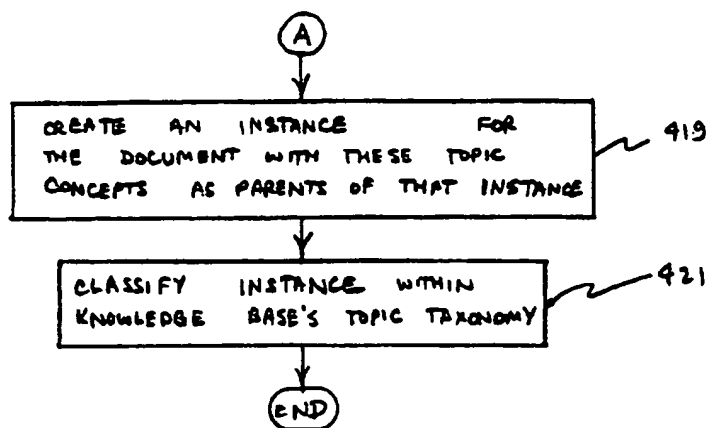 A
CREATE AN INSTANCE FOR
THE DOCUMENT WITH THESE TOPIC
CONCEPTS AS PARENTS OF THAT INSTANCE
419
CLASSIFY INSTANCE WITHIN
KNOWLEDGE BASE'S TOPIC TAXONOMY
421
END